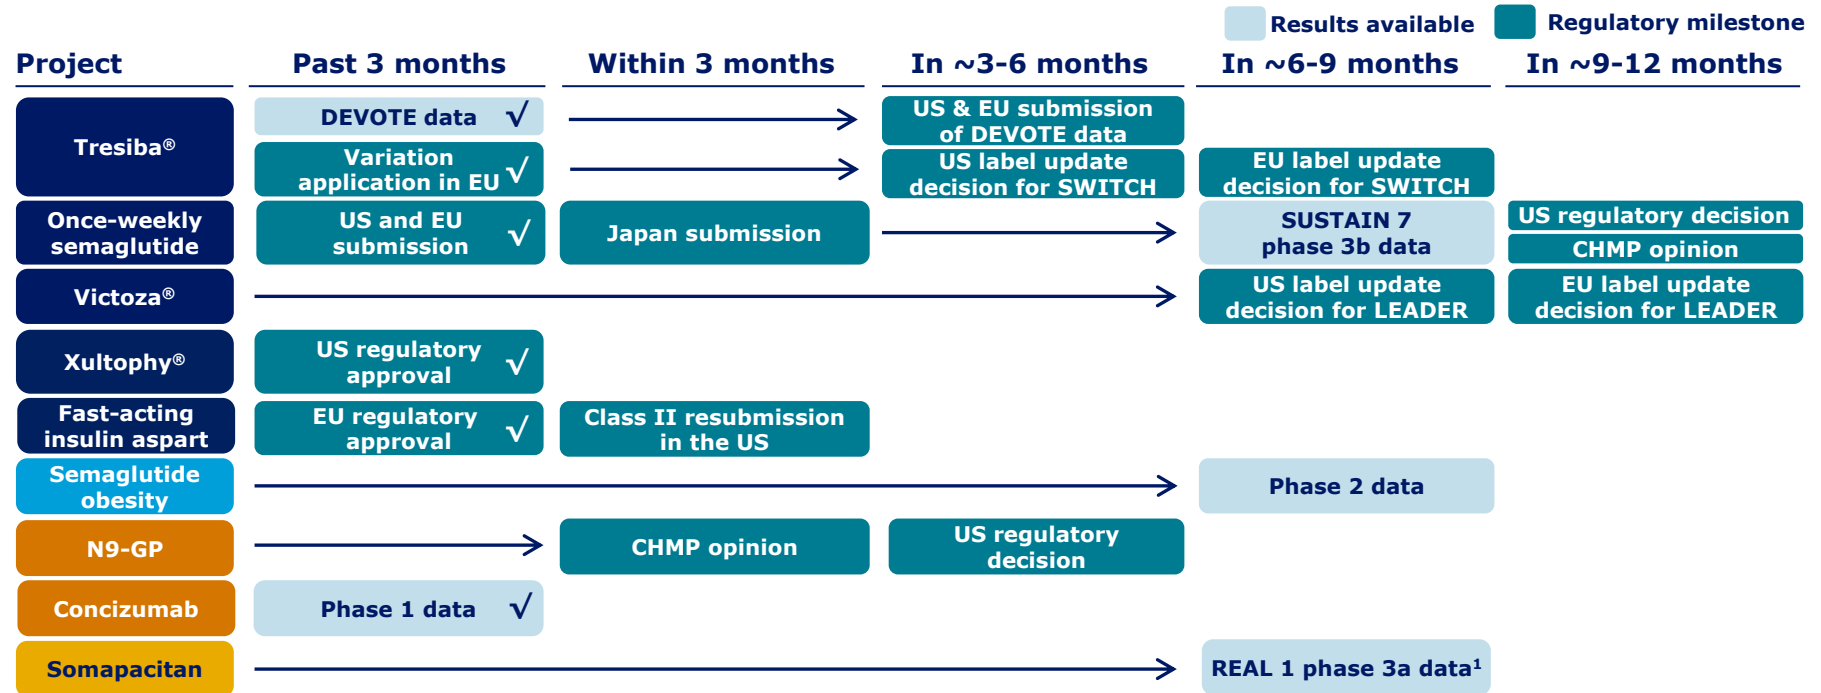 Results available
Regulatory milestone
Project
Past 3 months
Within 3 months
In ~3-6 months
In ~6-9 months
In ~9-12 months
Tresiba®
DEVOTE data √
US & EU submission
of DEVOTE data
Variation
application in EU √
US label update
decision for SWITCH
EU label update
decision for SWITCH
Once-weekly
semaglutide
US and EU
submission √
Japan submission
SUSTAIN 7
phase 3b data
US regulatory decision
CHMP opinion
Victoza®
US label update
decision for LEADER
EU label update
decision for LEADER
Xultophy®
US regulatory
approval √
Fast-acting
insulin aspart
EU regulatory
approval √
Class II resubmission
in the US
Semaglutide
obesity
Phase 2 data
N9-GP
CHMP opinion
US regulatory
decision
Concizumab
Phase 1 data √
Somapacitan
REAL 1 phase 3a data¹